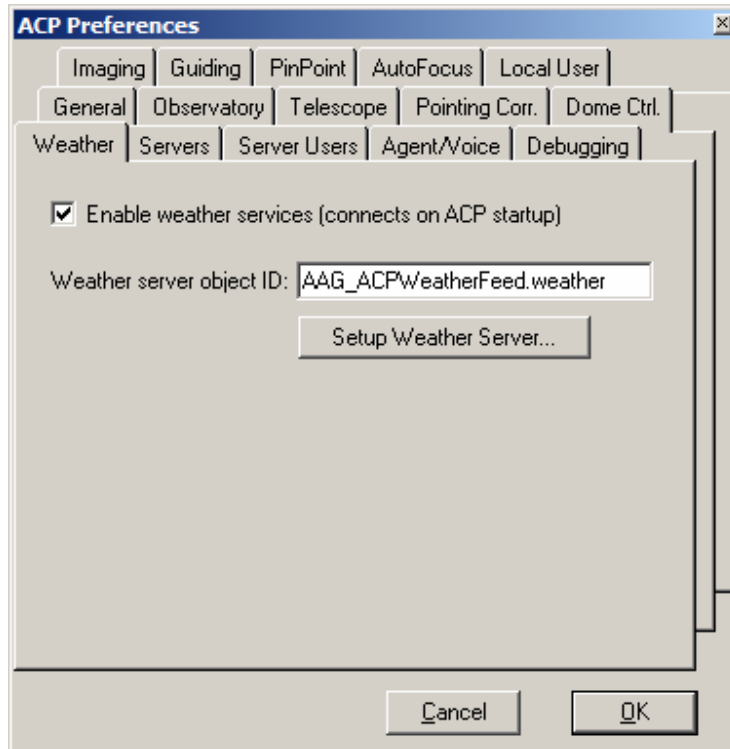 ACP Preferences
Imaging Guiding PinPoint AutoFocus Local User
General Observatory Telescope Pointing Corr. Dome Ctrl.
Weather Servers Server Users Agent/Voice Debugging
Enable weather services (connects on ACP startup)
Weather server object ID: AAG_ACPWeatherFeed.weather
Setup Weather Server...
Cancel OK